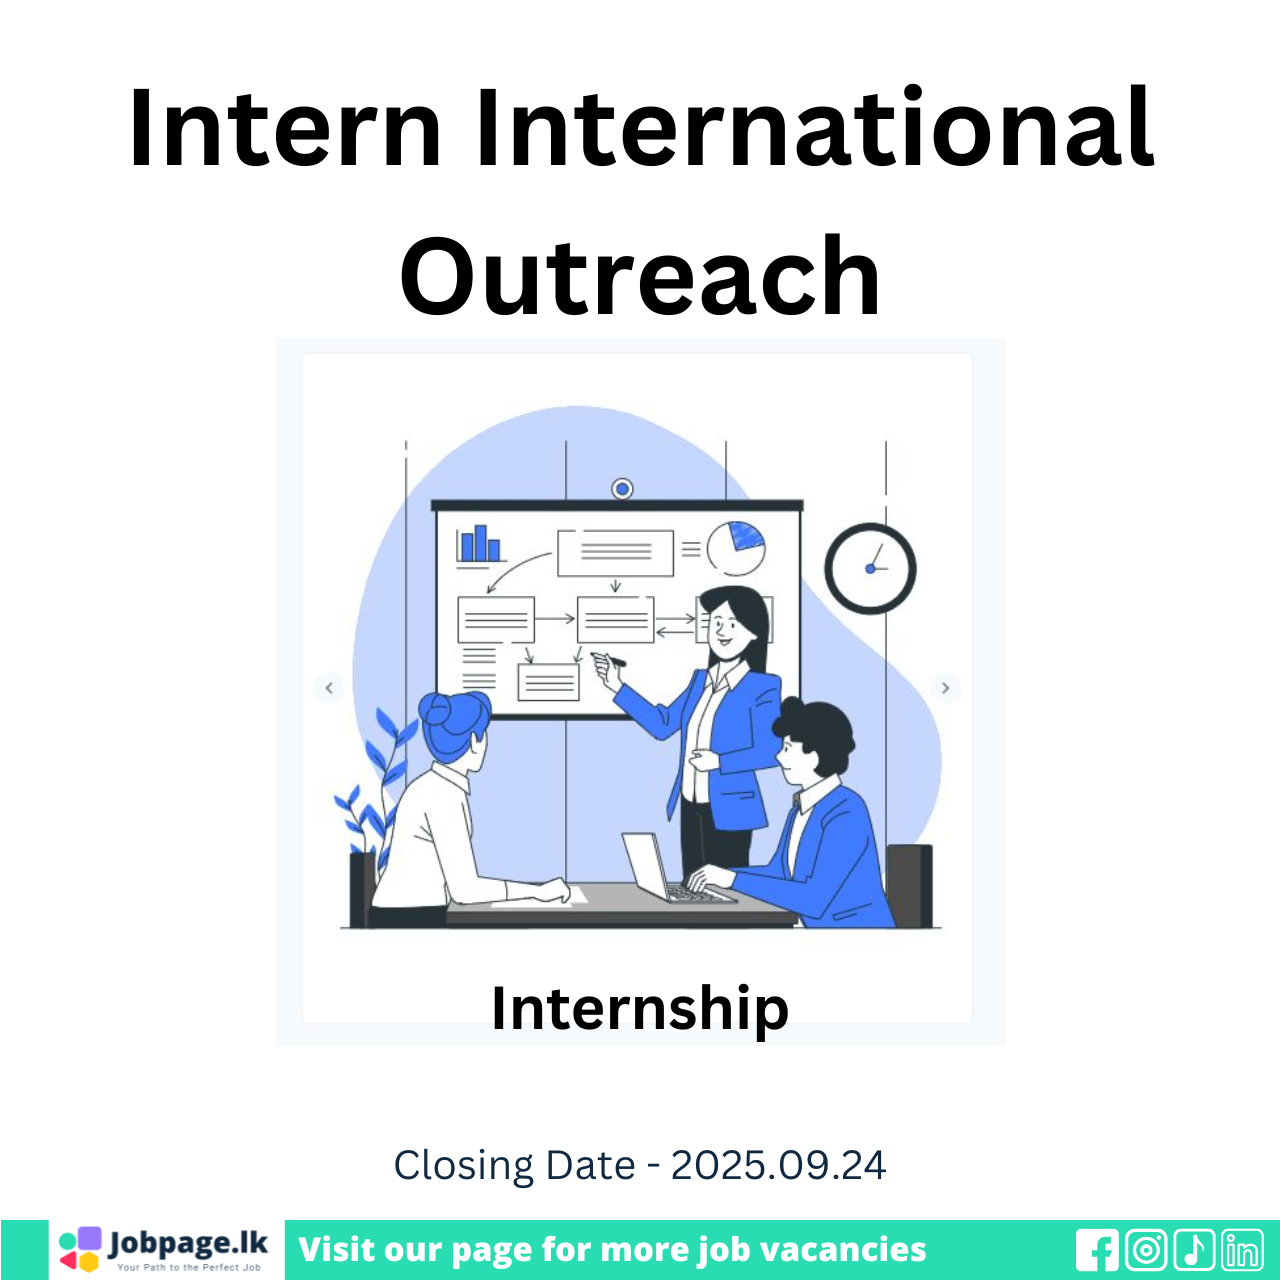 Intern International
Outreach
Internship
Closing Date - 2025.09.24
Jobpage.lk
Your Path to the Perfect Job
Visit our page for more job vacancies